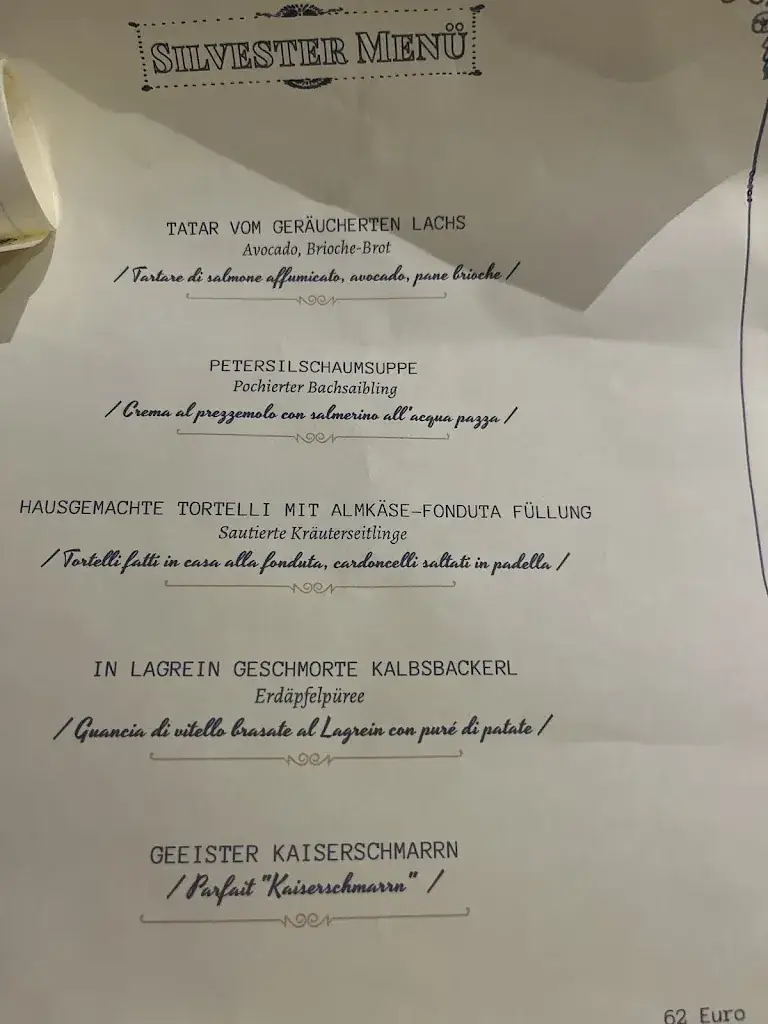 SILVESTER MENÜ
TATAR VOM GERÄUCHERTEN LACHS
Avocado, Brioche-Brot
/ Tartare di salmone affumicato, avocado, pane brioche /
PETERSILSCHAUMSUPPE
Pochierter Bachsaibling
/ Crema al prezzemolo con salmerino all'acqua pazza /
HAUSGEMACHTE TORTELLI MIT ALMKÄSE-FONDUTA FÜLLUNG
Sautierte Kräuterseitlinge
/ Tortelli fatti in casa alla fonduta, cardoncelli saltati in padella /
IN LAGREIN GESCHMORTE KALBSBACKERL
Erdäpfelpüree
/ Guancia di vitello brasate al Lagrein con puré di patate /
GEEISTER KAISERSCHMARRN
/ Parfait "Kaiserschmarrn" /
62 Euro